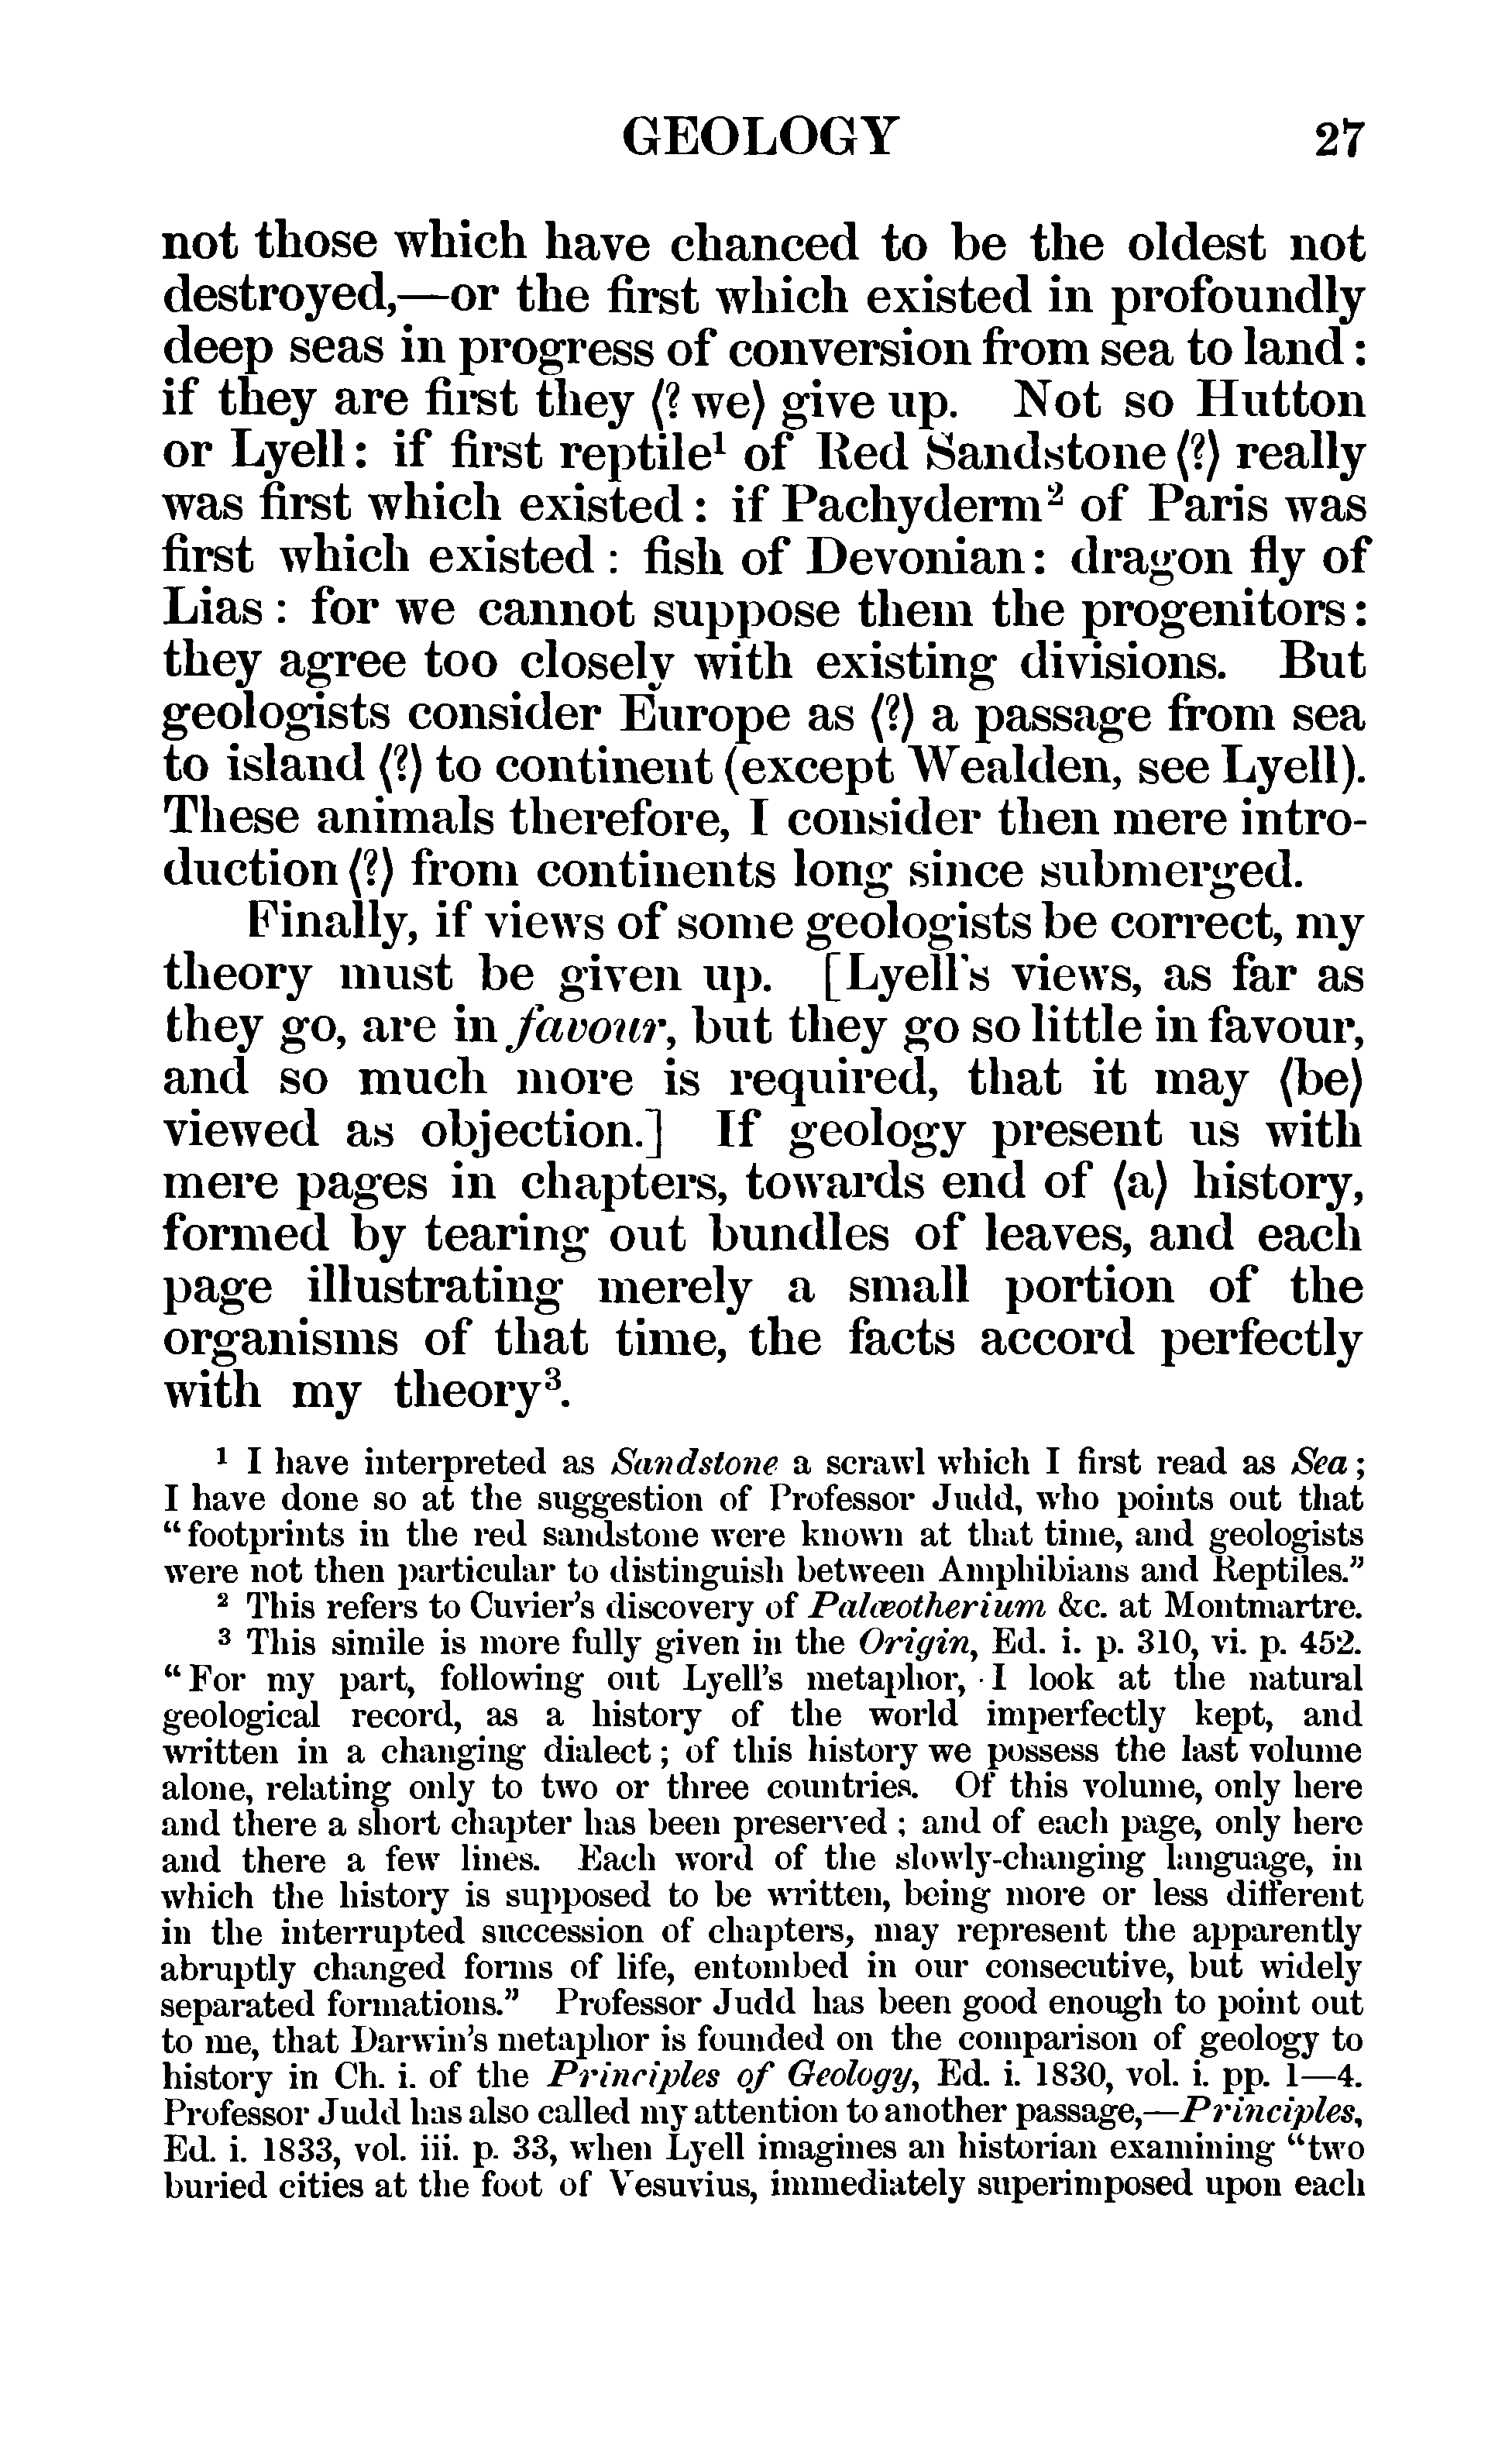 GEOLOGY 27
not those which have chanced to be the oldest not
destroyed,—or the first which existed in profoundly
deep seas in progress of conversion from sea to land:
if they are first they ⟨? we⟩ give up. Not so Hutton
or Lyell: if first reptile¹ of Red Sandstone ⟨?⟩ really
was first which existed: if Pachyderm² of Paris was
first which existed: fish of Devonian: dragon fly of
Lias: for we cannot suppose them the progenitors:
they agree too closely with existing divisions. But
geologists consider Europe as ⟨?⟩ a passage from sea
to island ⟨?⟩ to continent (except Wealden, see Lyell).
These animals therefore, I consider then mere intro-
duction ⟨?⟩ from continents long since submerged.
Finally, if views of some geologists be correct, my
theory must be given up. [Lyell's views, as far as
they go, are in favour, but they go so little in favour,
and so much more is required, that it may ⟨be⟩
viewed as objection.] If geology present us with
mere pages in chapters, towards end of ⟨a⟩ history,
formed by tearing out bundles of leaves, and each
page illustrating merely a small portion of the
organisms of that time, the facts accord perfectly
with my theory³.
¹ I have interpreted as Sandstone a scrawl which I first read as Sea;
I have done so at the suggestion of Professor Judd, who points out that
“footprints in the red sandstone were known at that time, and geologists
were not then particular to distinguish between Amphibians and Reptiles.”
² This refers to Cuvier's discovery of Palæotherium &c. at Montmartre.
³ This simile is more fully given in the Origin, Ed. i. p. 310, vi. p. 452.
“For my part, following out Lyell's metaphor, I look at the natural
geological record, as a history of the world imperfectly kept, and
written in a changing dialect; of this history we possess the last volume
alone, relating only to two or three countries. Of this volume, only here
and there a short chapter has been preserved; and of each page, only here
and there a few lines. Each word of the slowly-changing language, in
which the history is supposed to be written, being more or less different
in the interrupted succession of chapters, may represent the apparently
abruptly changed forms of life, entombed in our consecutive, but widely
separated formations.” Professor Judd has been good enough to point out
to me, that Darwin's metaphor is founded on the comparison of geology to
history in Ch. i. of the Principles of Geology, Ed. i. 1830, vol. i. pp. 1—4.
Professor Judd has also called my attention to another passage,—Principles,
Ed. i. 1833, vol. iii. p. 33, when Lyell imagines an historian examining “two
buried cities at the foot of Vesuvius, immediately superimposed upon each